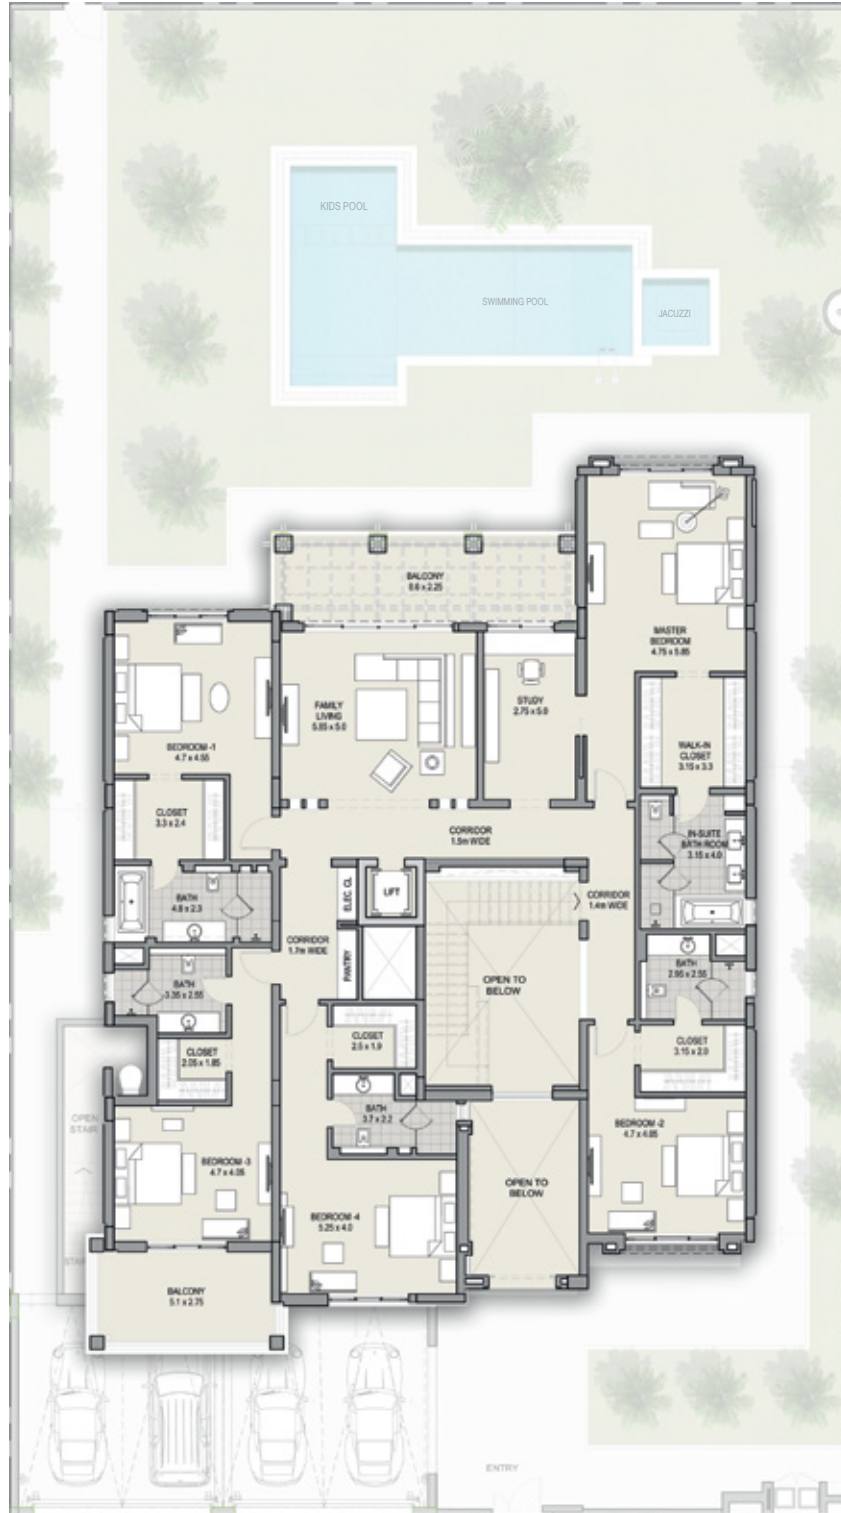 KIDS POOL
SWIMMING POOL
JACUZZI
BALCONY
8.6 x 2.25
MASTER
BEDROOM
4.75 x 5.85
FAMILY
LIVING
5.85 x 5.0
STUDY
2.75 x 5.0
BEDROOM -1
4.7 x 4.55
WALK-IN
CLOSET
3.15 x 3.3
CLOSET
3.3 x 2.4
CORRIDOR
1.5m WIDE
IN-SUITE
BATH ROOM
3.15 x 4.0
ELEC. CL
LIFT
BATH
4.8 x 2.3
CORRIDOR
1.4m WIDE
CORRIDOR
1.7m WIDE
PANTRY
OPEN TO
BELOW
BATH
2.95 x 2.55
BATH
3.35 x 2.55
CLOSET
2.5 x 1.9
CLOSET
3.15 x 2.0
CLOSET
2.05 x 1.85
OPEN
STAIR
BATH
3.7 x 2.2
BEDROOM -2
4.7 x 4.05
BEDROOM -3
4.7 x 4.05
OPEN TO
BELOW
BEDROOM -4
5.25 x 4.0
BALCONY
5.1 x 2.75
ENTRY